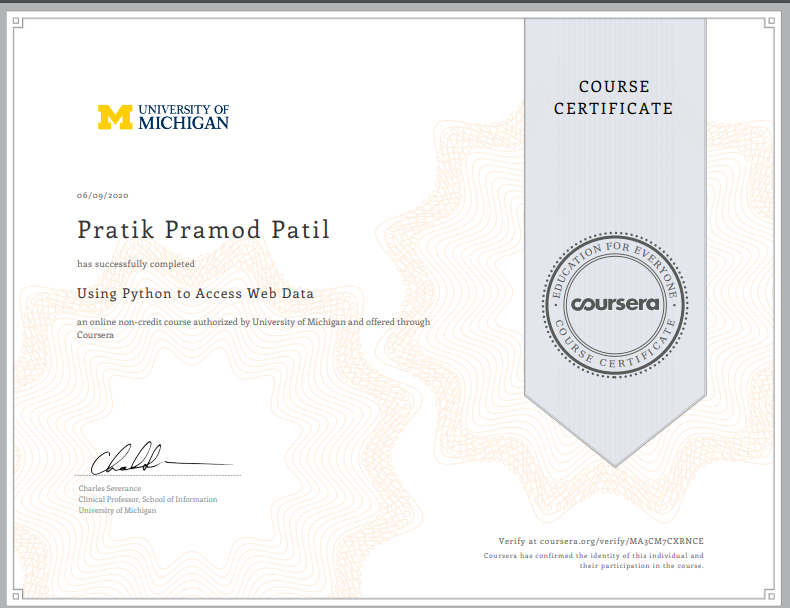 UNIVERSITY OF
MICHIGAN
COURSE
CERTIFICATE
06/09/2020
Pratik Pramod Patil
has successfully completed
Using Python to Access Web Data
an online non-credit course authorized by University of Michigan and offered through
Coursera
EDUCATION FOR EVERYONE
coursera
COURSE CERTIFICATE
Charles Severance
Clinical Professor, School of Information
University of Michigan
Verify at coursera.org/verify/MA3CM7CXRNCE
Coursera has confirmed the identity of this individual and
their participation in the course.